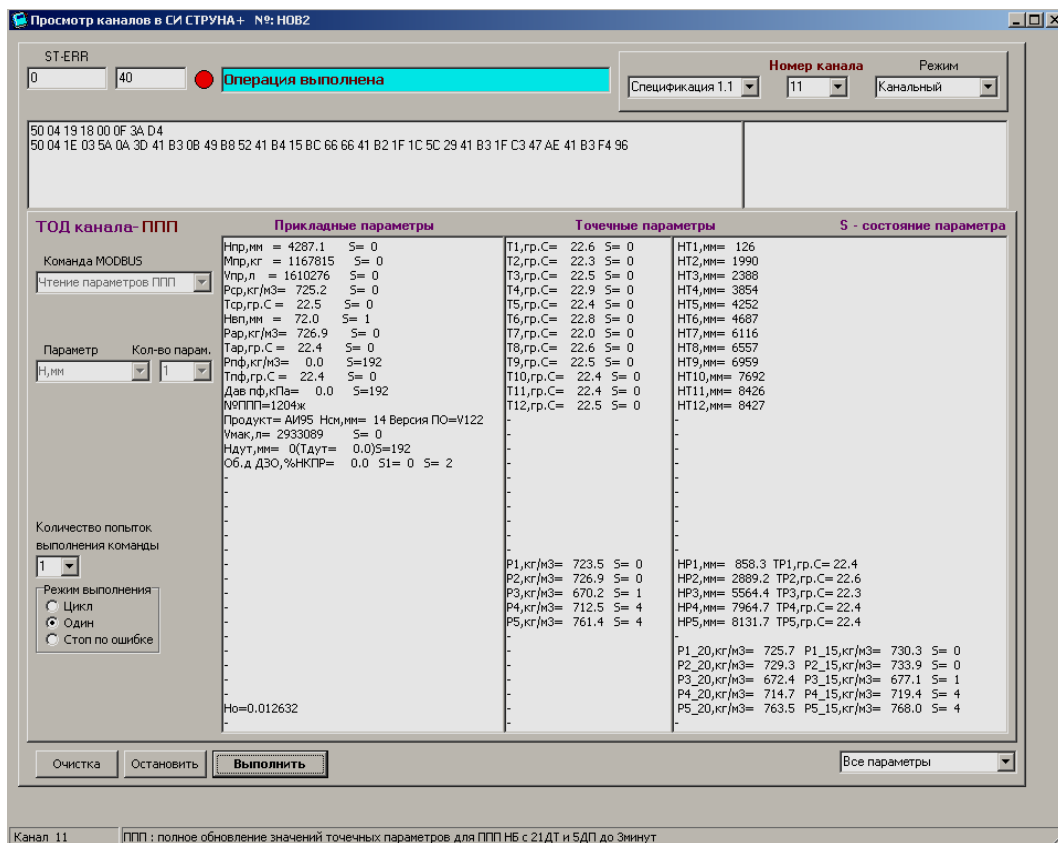 Просмотр каналов в СИ СТРУНА+ №: НОВ2
ST-ERR
0 40 Операция выполнена
Номер канала Режим
Спецификация 1.1 11 Канальный
50 04 19 18 00 0F 3A D4
50 04 1E 03 5A 0A 3D 41 B3 0B 49 B8 52 41 B4 15 BC 66 66 41 B2 1F 1C 5C 29 41 B3 1F C3 47 AE 41 B3 F4 96
ТОД канала- ППП
Команда MODBUS
Чтение параметров ППП
Параметр Кол-во парам.
Н,мм 1
Количество попыток
выполнения команды
1
Режим выполнения
Цикл
Один
Стоп по ошибке
Прикладные параметры
Нпр,мм = 4287.1 S= 0
Мпр,кг = 1167815 S= 0
Vпр,л = 1610276 S= 0
Рср,кг/м3= 725.2 S= 0
Тср,гр.С = 22.5 S= 0
Нвп,мм = 72.0 S= 1
Рар,кг/м3= 726.9 S= 0
Тар,гр.С = 22.4 S= 0
Рпф,кг/м3= 0.0 S=192
Тпф,гр.С = 22.4 S= 0
Дав пф,кПа= 0.0 S=192
№ППП=1204ж
Продукт= АИ95 Нсм,мм= 14 Версия ПО=V122
Vмак,л= 2933089 S= 0
Ндут,мм= 0(Tдут= 0.0)S=192
Об.д ДЗО,%НКПР= 0.0 S1= 0 S= 2
-
-
-
-
-
-
-
-
-
-
-
-
-
Но=0.012632
-
Точечные параметры
Т1,гр.С= 22.6 S= 0
Т2,гр.С= 22.3 S= 0
Т3,гр.С= 22.5 S= 0
Т4,гр.С= 22.9 S= 0
Т5,гр.С= 22.4 S= 0
Т6,гр.С= 22.8 S= 0
Т7,гр.С= 22.0 S= 0
Т8,гр.С= 22.6 S= 0
Т9,гр.С= 22.5 S= 0
Т10,гр.С= 22.4 S= 0
Т11,гр.С= 22.4 S= 0
Т12,гр.С= 22.5 S= 0
-
-
-
-
-
-
-
-
Р1,кг/м3= 723.5 S= 0
Р2,кг/м3= 726.9 S= 0
Р3,кг/м3= 670.2 S= 1
Р4,кг/м3= 712.5 S= 4
Р5,кг/м3= 761.4 S= 4
-
-
-
-
-
-
S - состояние параметра
НТ1,мм= 126
НТ2,мм= 1990
НТ3,мм= 2388
НТ4,мм= 3854
НТ5,мм= 4252
НТ6,мм= 4687
НТ7,мм= 6116
НТ8,мм= 6557
НТ9,мм= 6959
НТ10,мм= 7692
НТ11,мм= 8426
НТ12,мм= 8427
-
-
-
-
-
-
-
-
НР1,мм= 858.3 ТР1,гр.С= 22.4
НР2,мм= 2889.2 ТР2,гр.С= 22.6
НР3,мм= 5564.4 ТР3,гр.С= 22.3
НР4,мм= 7964.7 ТР4,гр.С= 22.4
НР5,мм= 8131.7 ТР5,гр.С= 22.4
-
Р1_20,кг/м3= 725.7 Р1_15,кг/м3= 730.3 S= 0
Р2_20,кг/м3= 729.3 Р2_15,кг/м3= 733.9 S= 0
Р3_20,кг/м3= 672.4 Р3_15,кг/м3= 677.1 S= 1
Р4_20,кг/м3= 714.7 Р4_15,кг/м3= 719.4 S= 4
Р5_20,кг/м3= 763.5 Р5_15,кг/м3= 768.0 S= 4
-
Очистка Остановить Выполнить Все параметры
Канал 11 ППП : полное обновление значений точечных параметров для ППП НБ с 21ДТ и 5ДП до 3минут